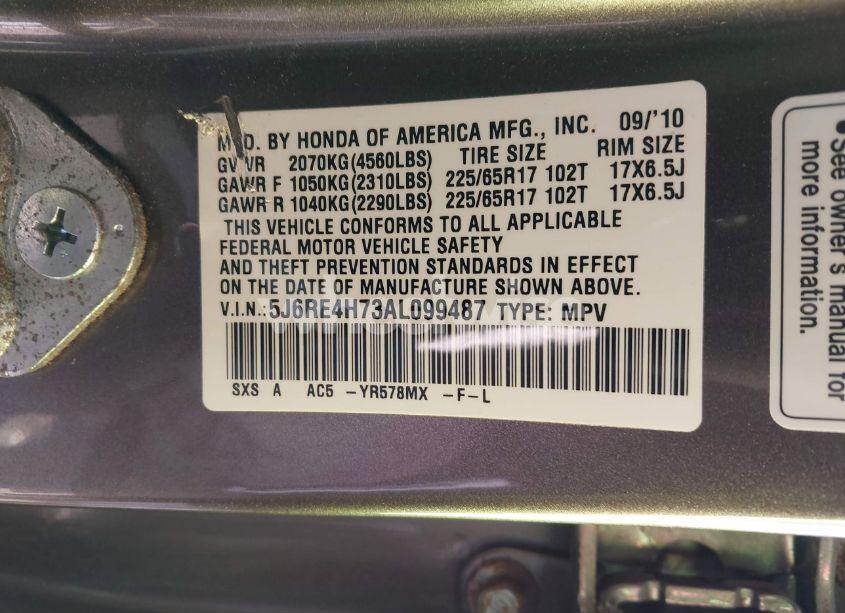 MFD. BY HONDA OF AMERICA MFG., INC. 09/'10
GVWR 2070KG(4560LBS) TIRE SIZE RIM SIZE
GAWR F 1050KG(2310LBS) 225/65R17 102T 17X6.5J
GAWR R 1040KG(2290LBS) 225/65R17 102T 17X6.5J
THIS VEHICLE CONFORMS TO ALL APPLICABLE
FEDERAL MOTOR VEHICLE SAFETY
AND THEFT PREVENTION STANDARDS IN EFFECT
ON THE DATE OF MANUFACTURE SHOWN ABOVE.
V.I.N.: 5J6RE4H73AL099487 TYPE: MPV
SXS A AC5 -YR578MX -F-L
•See owner's manual for
more information.